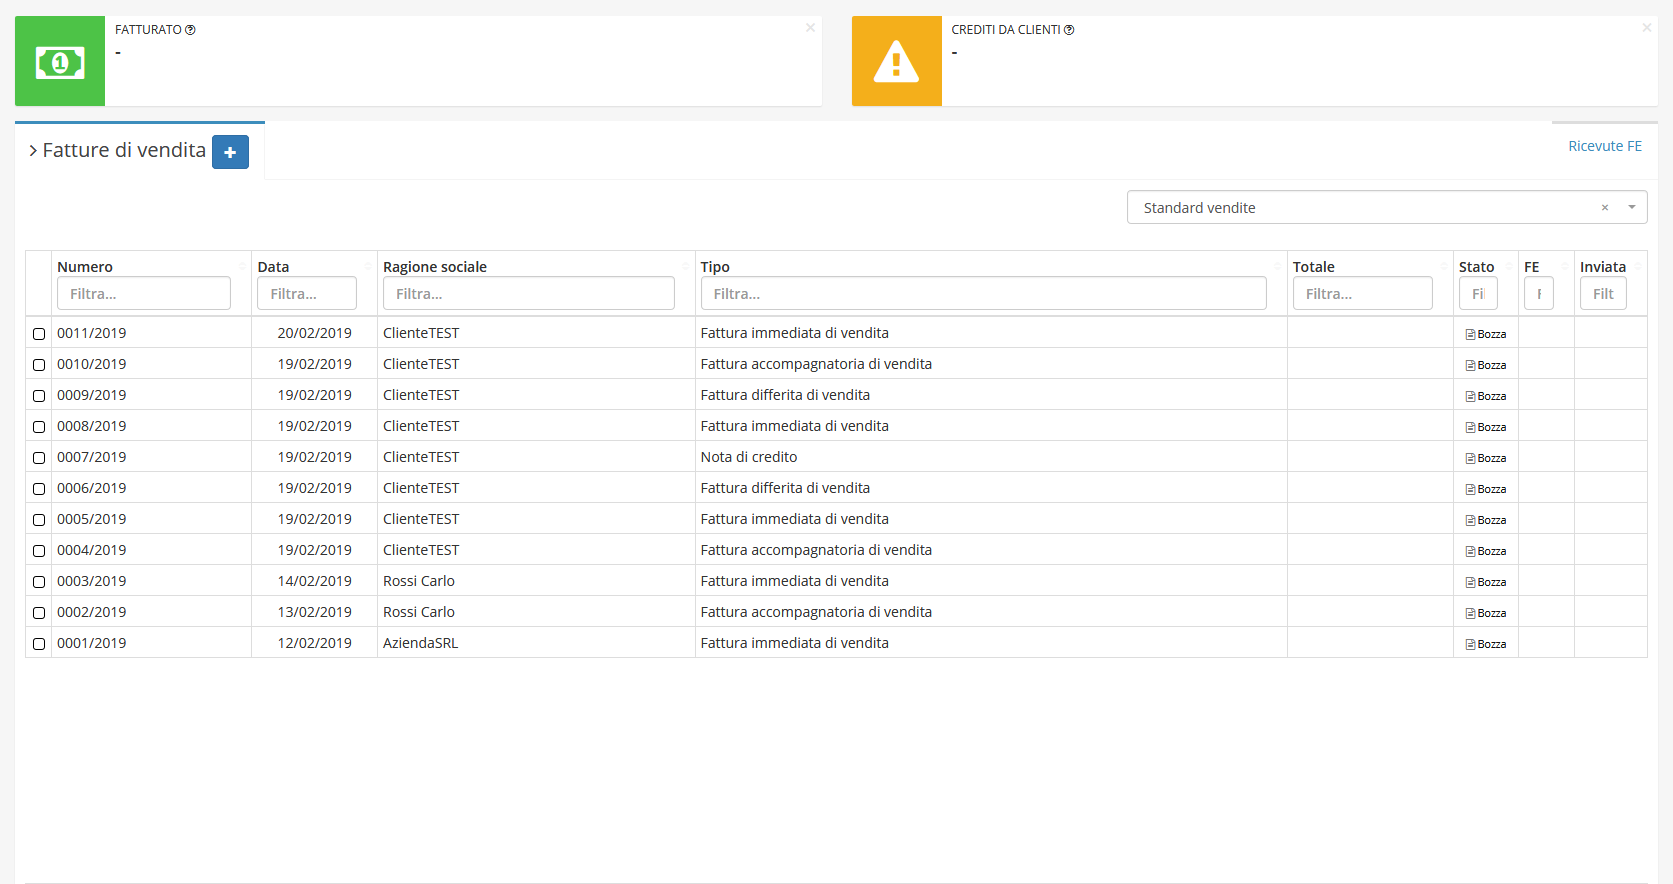 FATTURATO
-
CREDITI DA CLIENTI
-
Fatture di vendita +
Ricevute FE
Standard vendite × 
Numero Data Ragione sociale Tipo Totale Stato FE Inviata
Filtra... Filtra... Filtra... Filtra... Filtra... Fil F Filt
0011/2019 20/02/2019 ClienteTEST Fattura immediata di vendita Bozza
0010/2019 19/02/2019 ClienteTEST Fattura accompagnatoria di vendita Bozza
0009/2019 19/02/2019 ClienteTEST Fattura differita di vendita Bozza
0008/2019 19/02/2019 ClienteTEST Fattura immediata di vendita Bozza
0007/2019 19/02/2019 ClienteTEST Nota di credito Bozza
0006/2019 19/02/2019 ClienteTEST Fattura differita di vendita Bozza
0005/2019 19/02/2019 ClienteTEST Fattura immediata di vendita Bozza
0004/2019 19/02/2019 ClienteTEST Fattura accompagnatoria di vendita Bozza
0003/2019 14/02/2019 Rossi Carlo Fattura immediata di vendita Bozza
0002/2019 13/02/2019 Rossi Carlo Fattura accompagnatoria di vendita Bozza
0001/2019 12/02/2019 AziendaSRL Fattura immediata di vendita Bozza